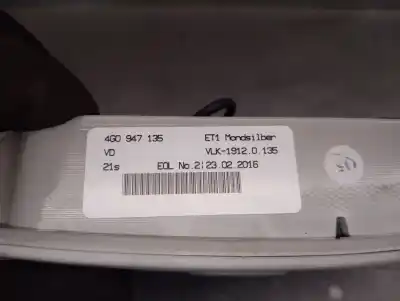 4G0 947 135 ET1 Mondsilber
VD VLK-1912.0.135
21s EOL No.2:23.02.2016